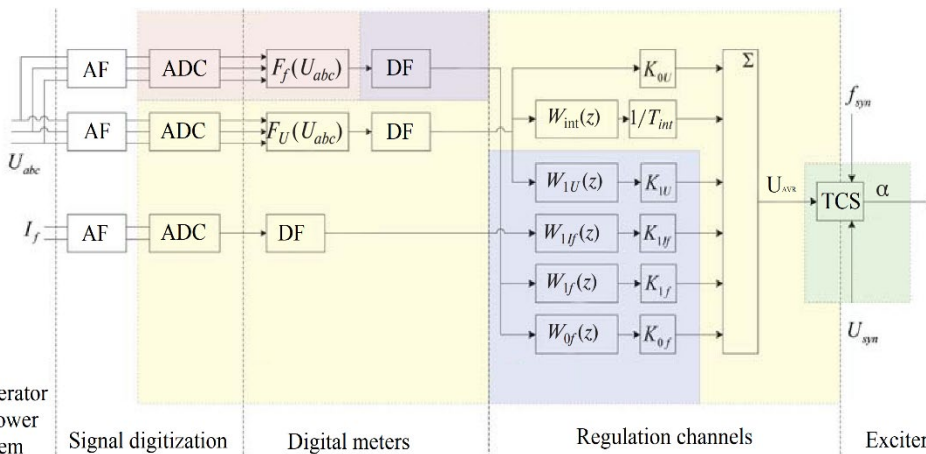 AF
ADC
F_f(U_abc)
DF
K_0U
Σ
AF
ADC
F_U(U_abc)
DF
W_int(z)
1/T_int
f_syn
U_abc
W_1U(z)
K_1U
U_AVR
TCS
α
I_f
AF
ADC
DF
W_1If(z)
K_1If
W_1f(z)
K_1f
W_0f(z)
K_0f
U_syn
erator
ower
em
Signal digitization
Digital meters
Regulation channels
Exciter